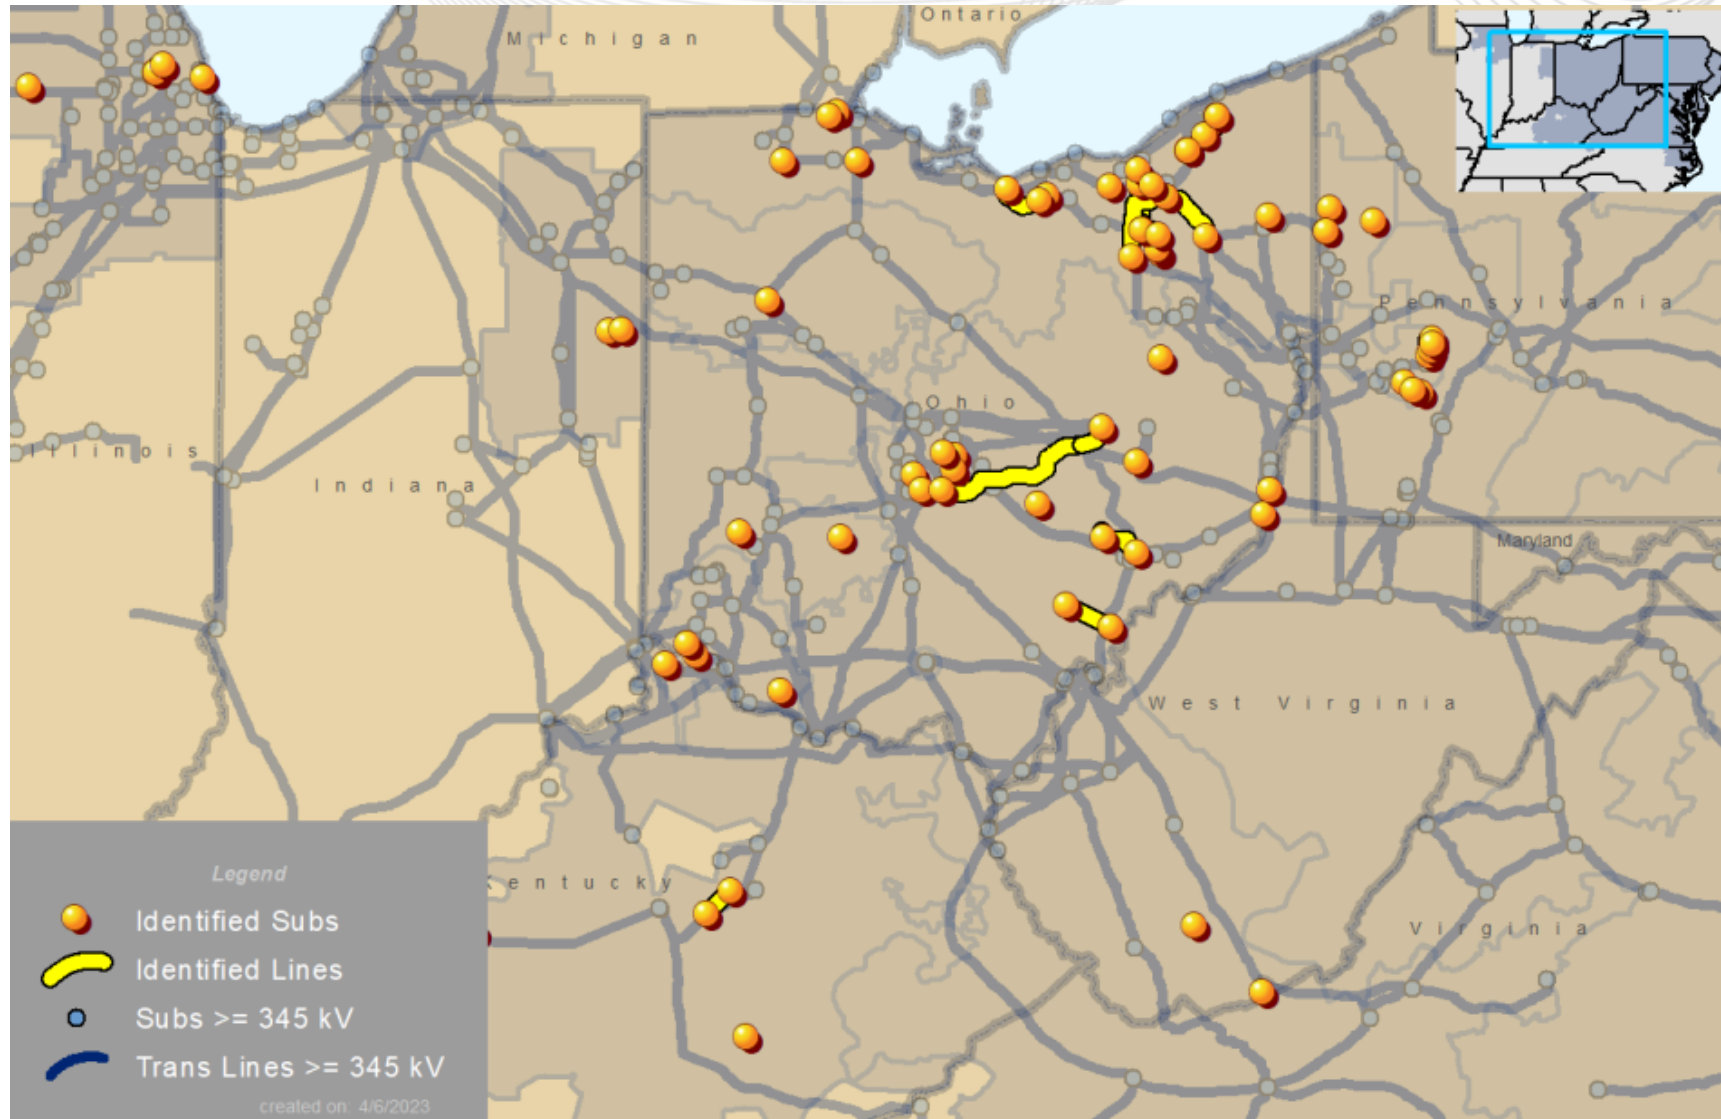 Ontario
Michigan
Pennsylvania
Ohio
Illinois
Indiana
Maryland
West Virginia
Kentucky
Virginia
Legend
Identified Subs
Identified Lines
Subs >= 345 kV
Trans Lines >= 345 kV
created on: 4/6/2023